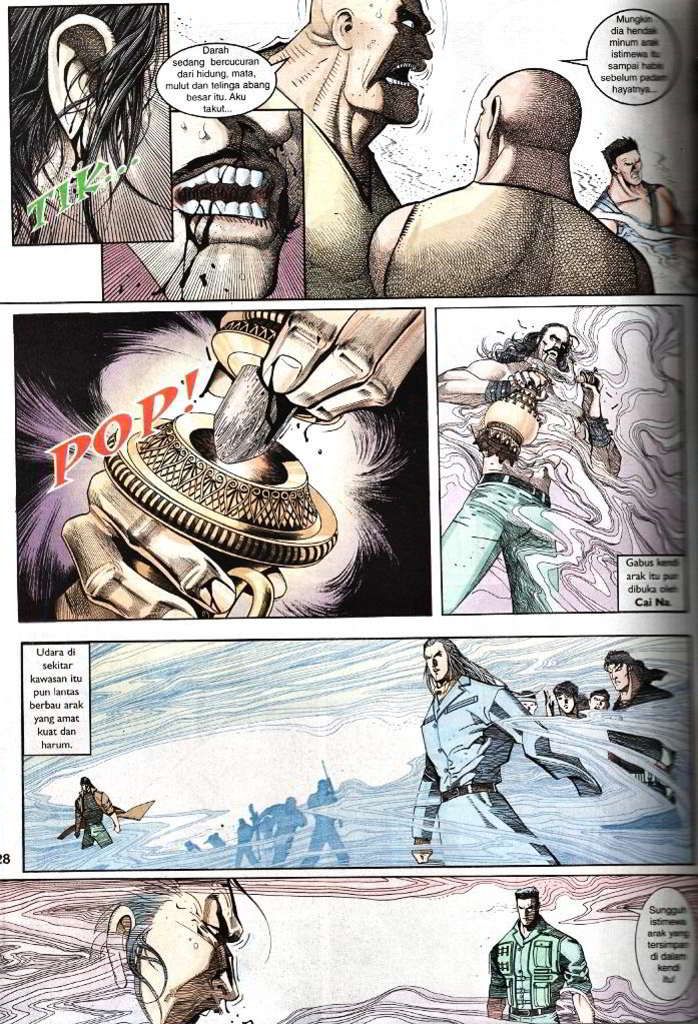 TIK...
Darah
sedang bercucuran
dari hidung, mata,
mulut dan telinga abang
besar itu. Aku
takut...
Mungkin
dia hendak
minum arak
istimewa itu
sampai habis
sebelum padam
hayatnya...
POP!
Gabus kendi
arak itu pun
dibuka oleh
Cai Na.
Udara di
sekitar
kawasan itu
pun lantas
berbau arak
yang amat
kuat dan
harum.
28
Sungguh
istimewa
arak yang
tersimpan
di dalam
kendi
itu!